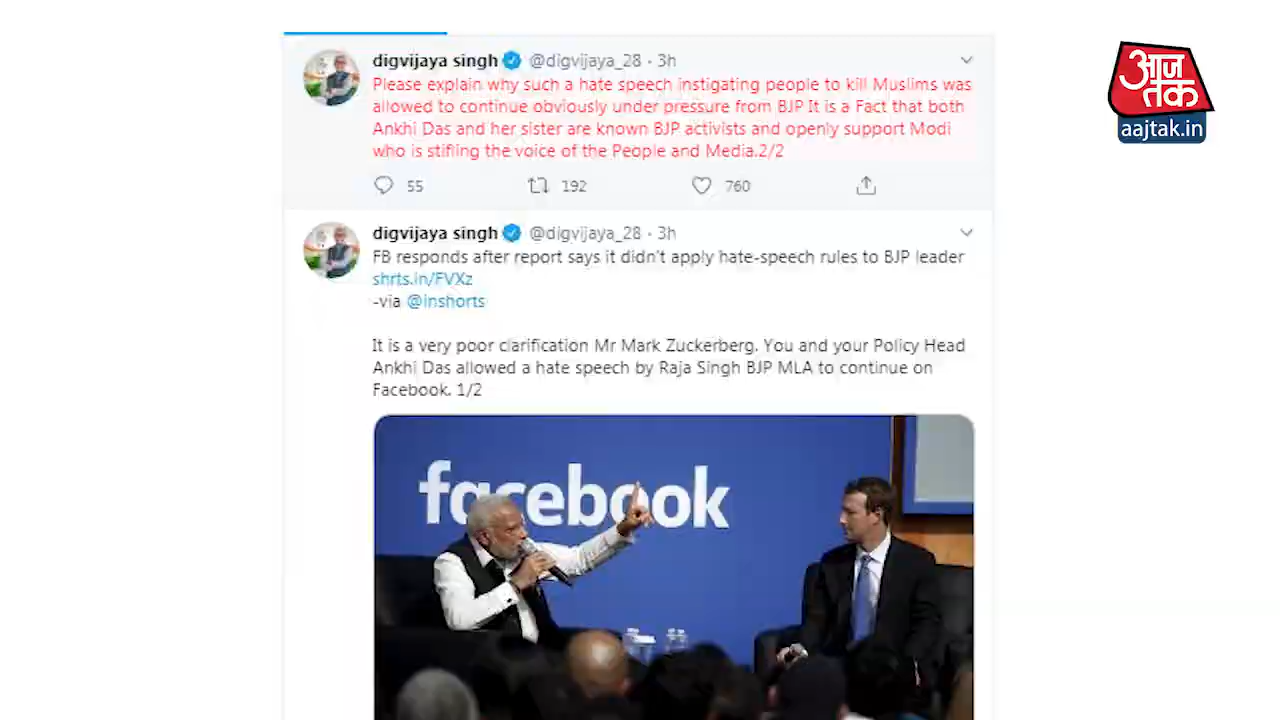 digvijaya singh @digvijaya_28 · 3h
Please explain why such a hate speech instigating people to kill Muslims was
allowed to continue obviously under pressure from BJP It is a Fact that both
Ankhi Das and her sister are known BJP activists and openly support Modi
who is stifling the voice of the People and Media.2/2
55 192 760
digvijaya singh @digvijaya_28 · 3h
FB responds after report says it didn't apply hate-speech rules to BJP leader
shrts.in/FVXz
-via @inshorts
It is a very poor clarification Mr Mark Zuckerberg. You and your Policy Head
Ankhi Das allowed a hate speech by Raja Singh BJP MLA to continue on
Facebook. 1/2
facebook
आज
तक
aajtak.in